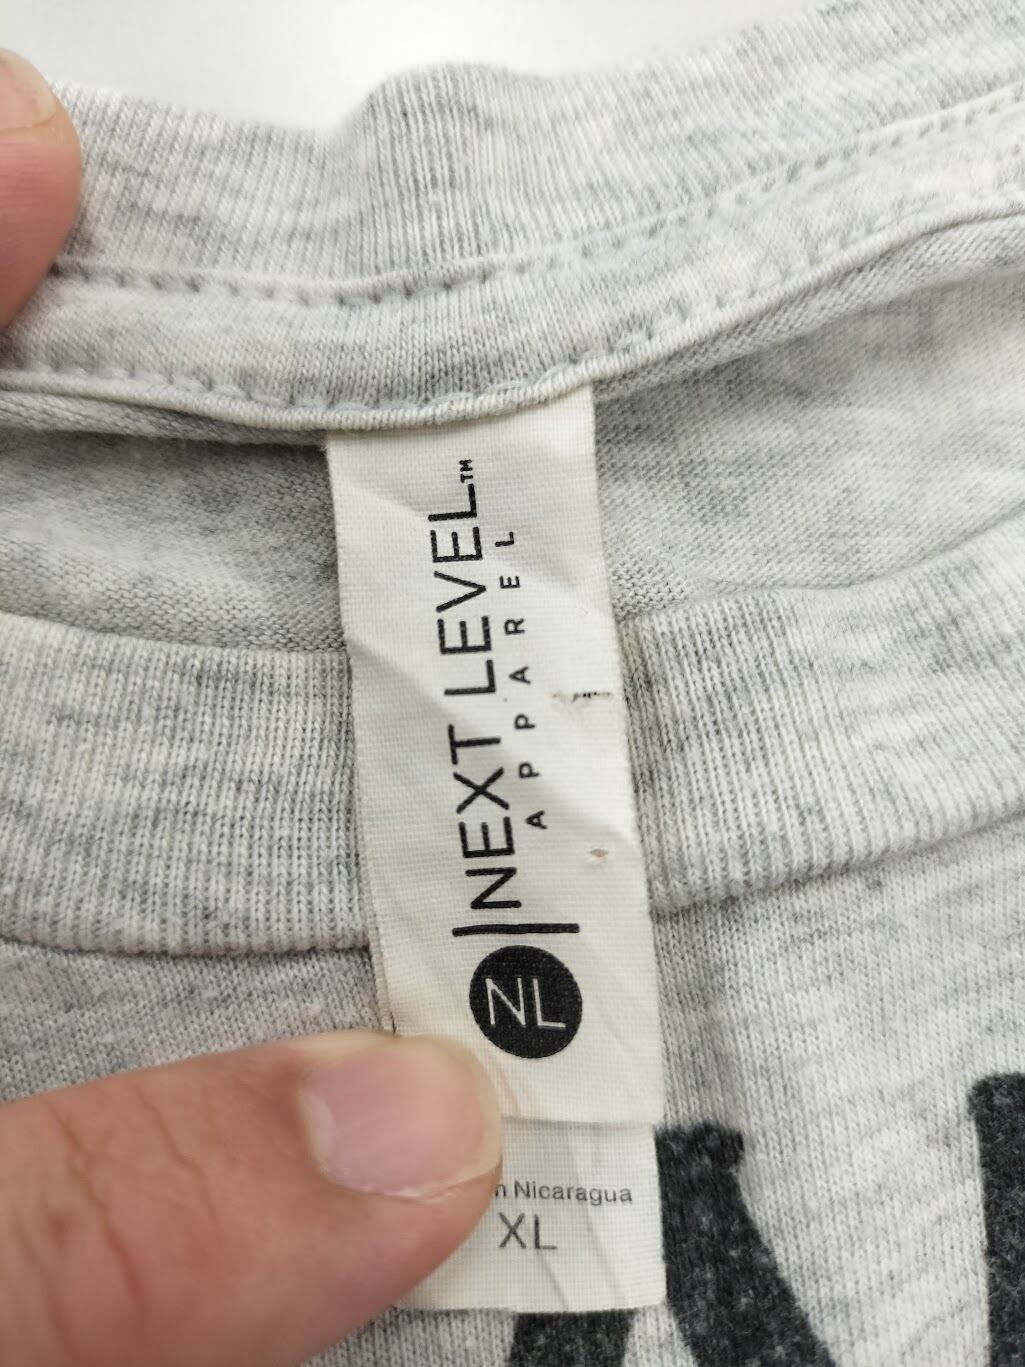 NEXT LEVEL™
APPAREL
NL
Nicaragua
XL